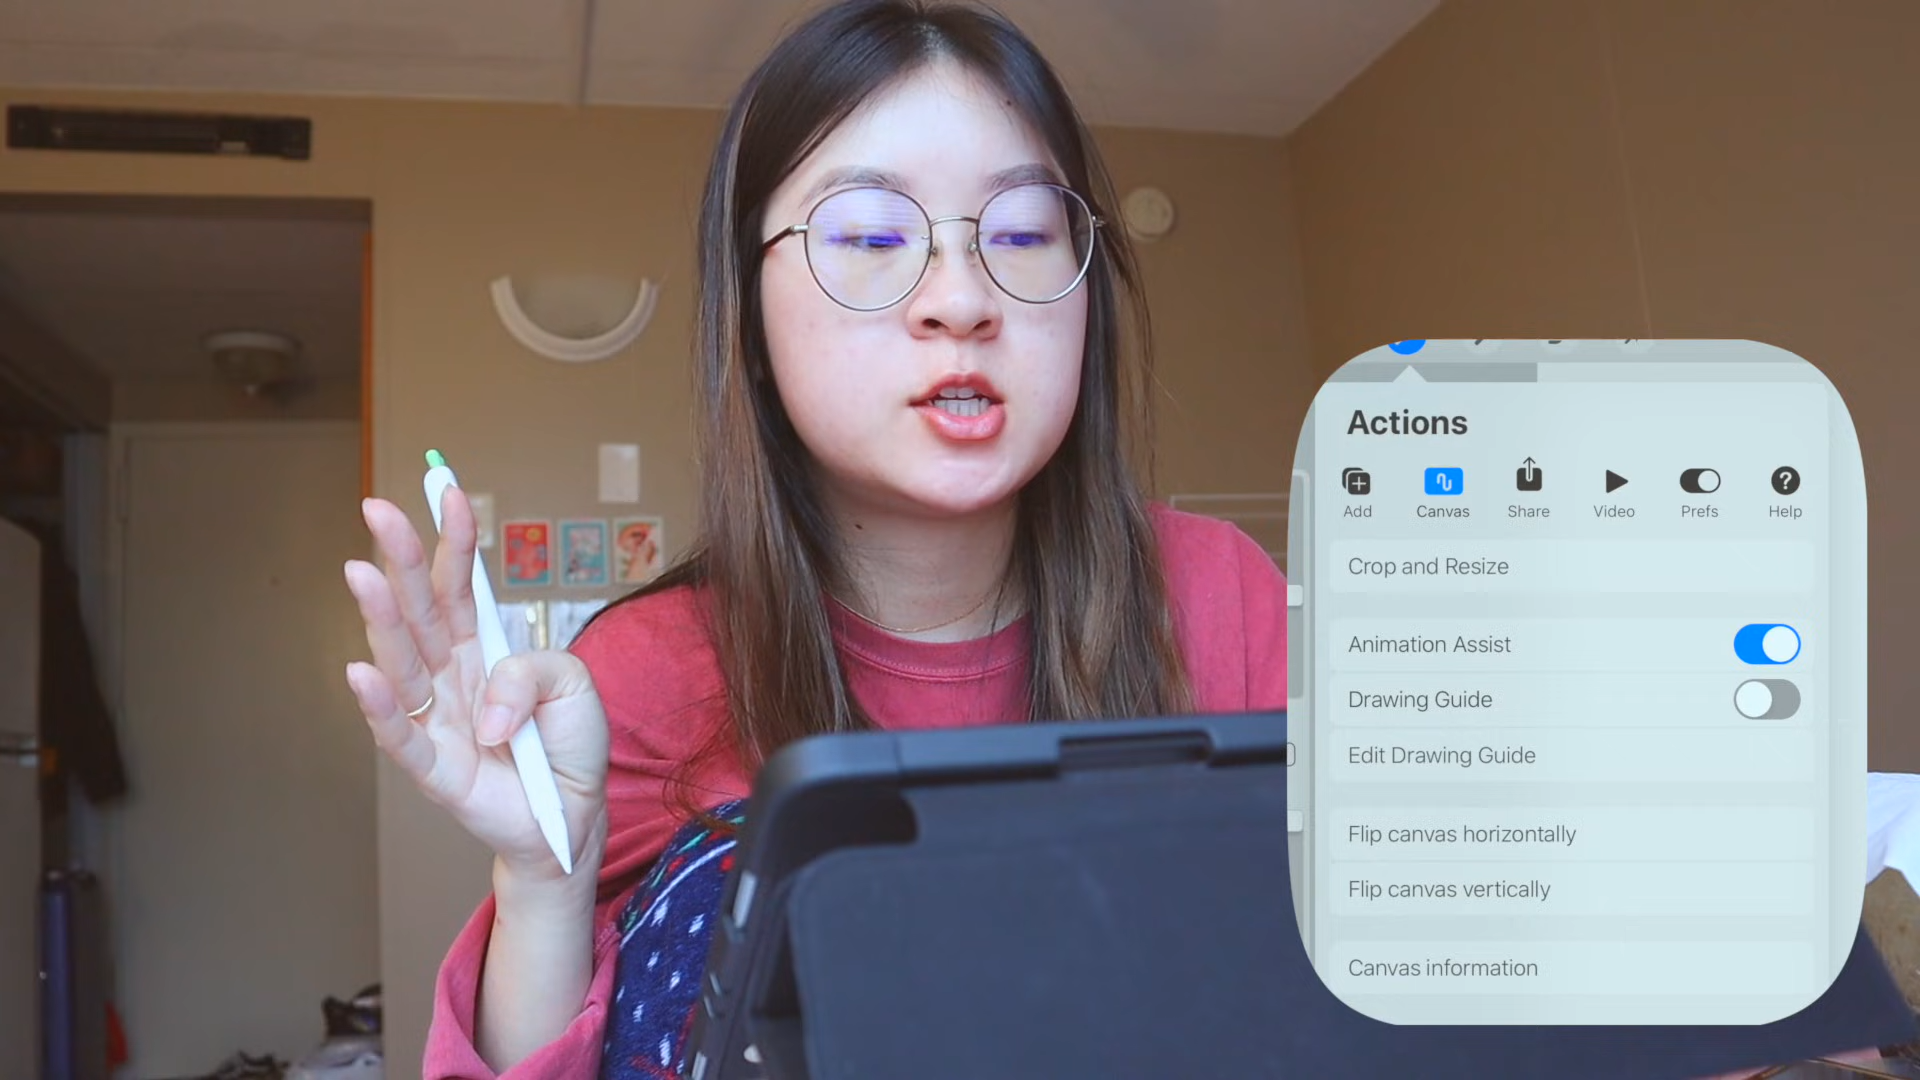 Actions
Add Canvas Share Video Prefs Help
Crop and Resize
Animation Assist
Drawing Guide
Edit Drawing Guide
Flip canvas horizontally
Flip canvas vertically
Canvas information